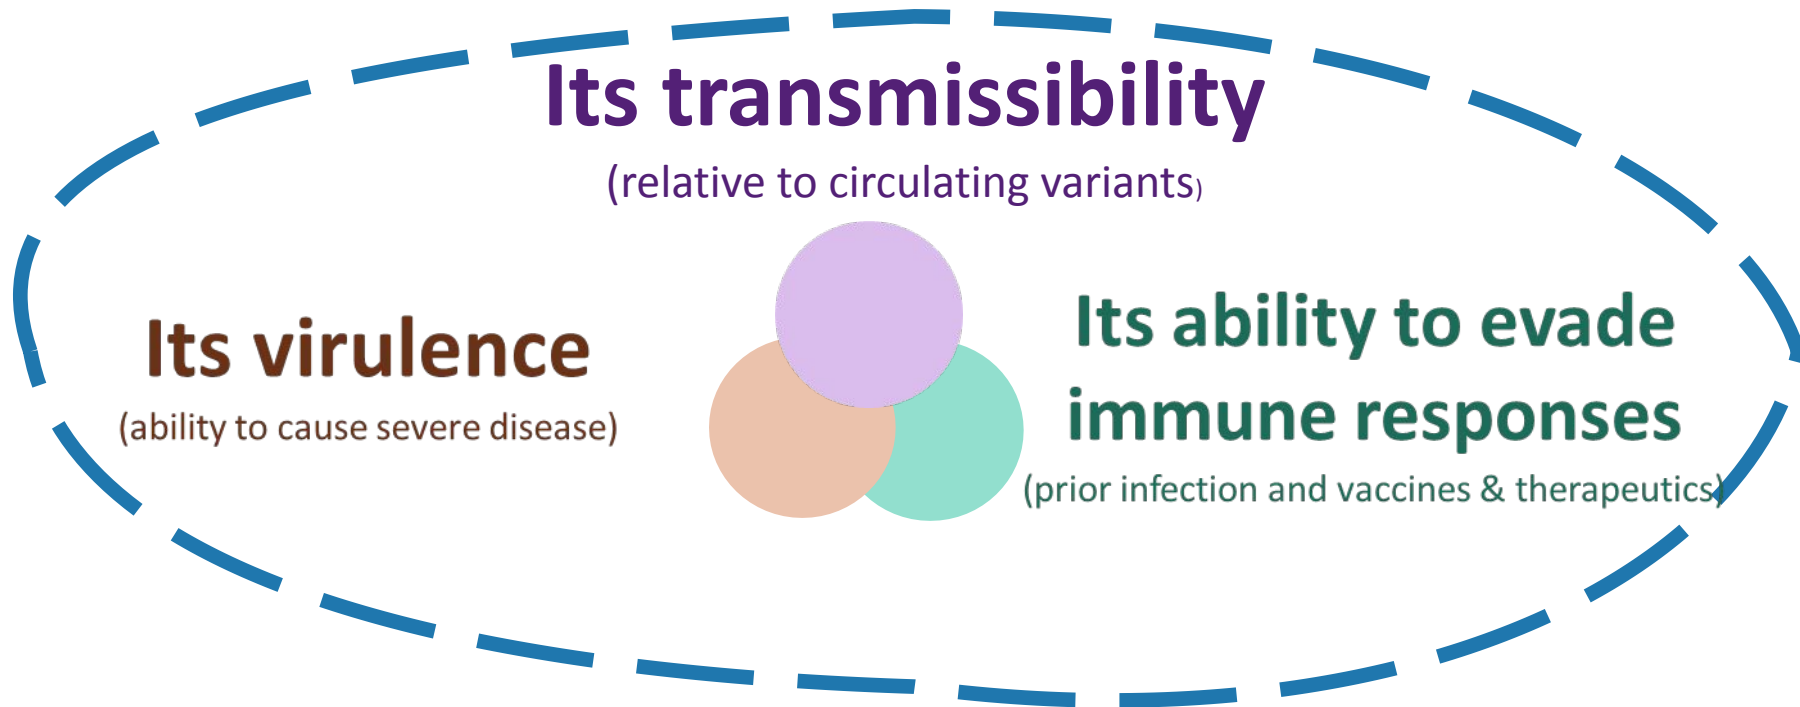 Its transmissibility
(relative to circulating variants)
Its virulence
(ability to cause severe disease)
Its ability to evade
immune responses
(prior infection and vaccines & therapeutics)